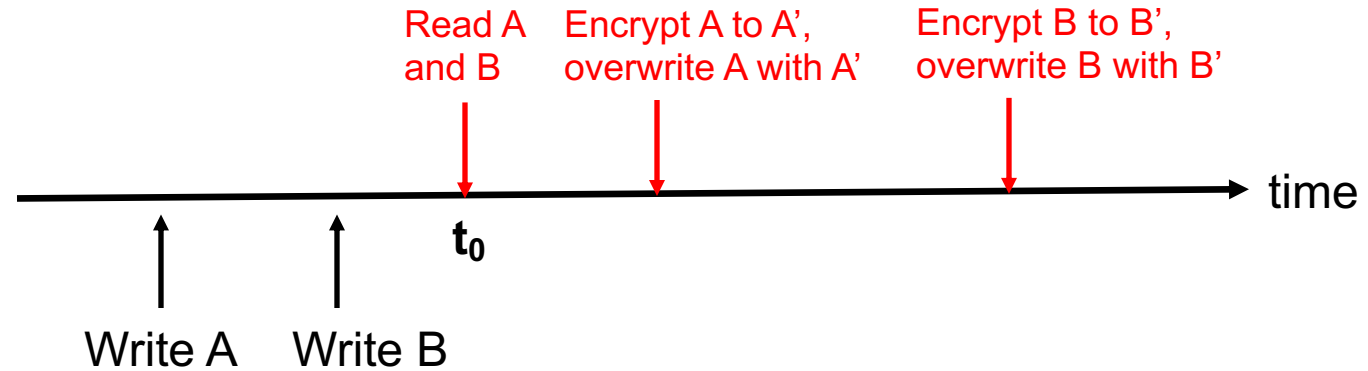 Read A
and B
Encrypt A to A’,
overwrite A with A’
Encrypt B to B’,
overwrite B with B’
time
t₀
Write A
Write B